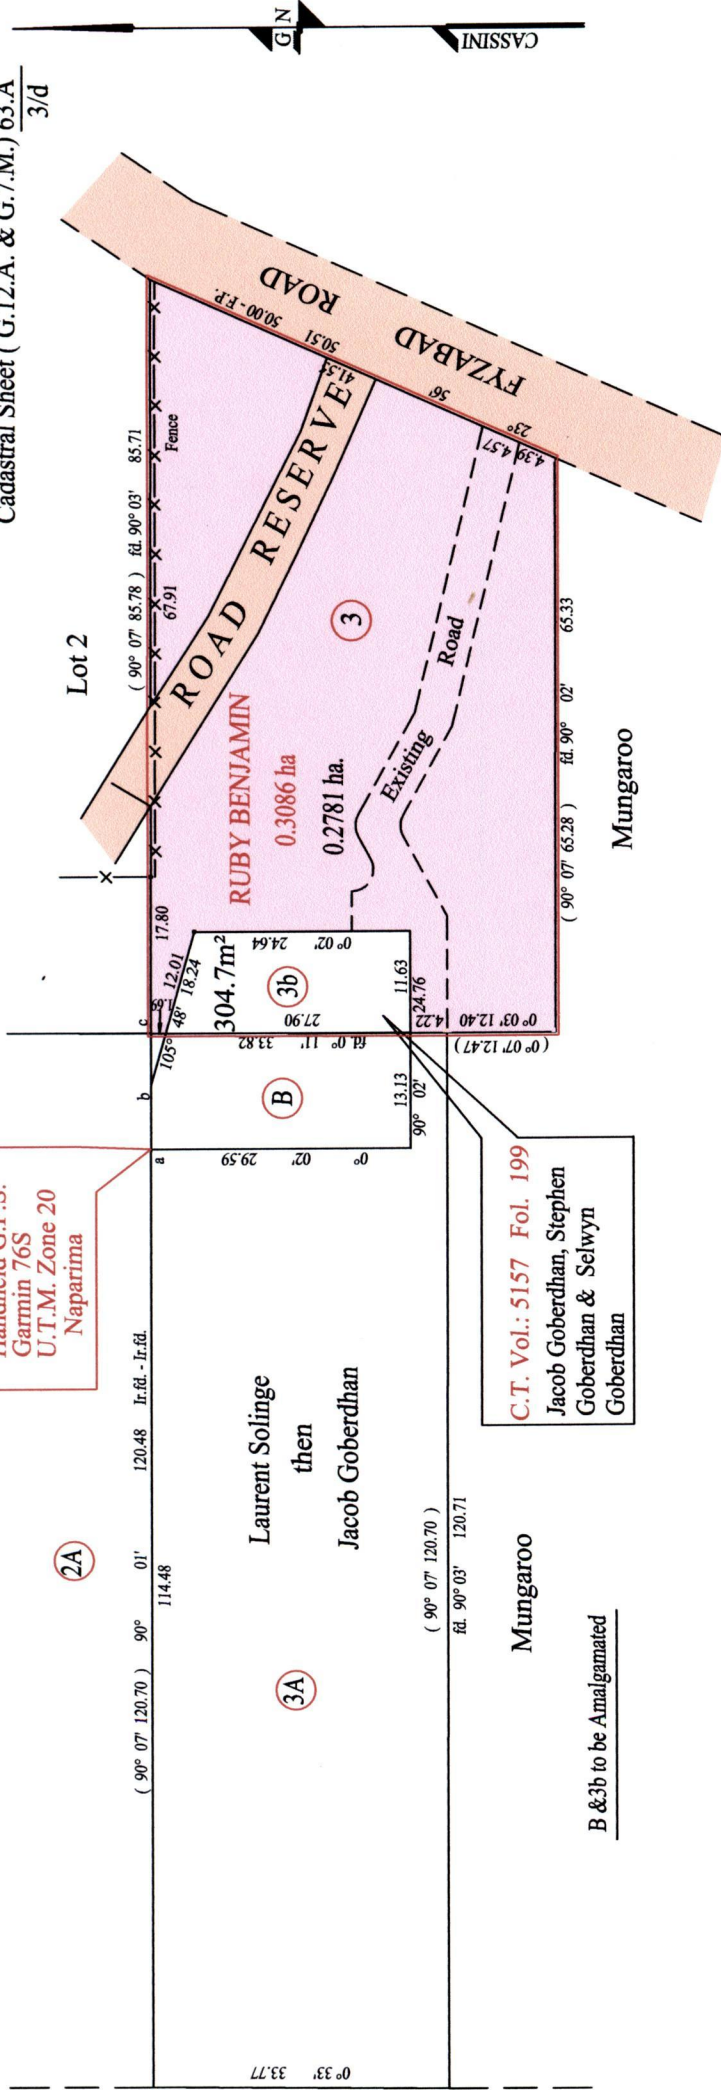 Cadastral Sheet ( G.12.A. & G.7.M.) 63.A
3/d
G N
CASSINI
Garmin 76S
U.T.M. Zone 20
Naparima
Lot 2
( 90° 07' 85.78 ) fd. 90° 03' 85.71
67.91
Fence
17.80
ROAD RESERVE
50.00 - F.P.
50.51
41.55
56'
23°
4.57
4.39
FYZABAD ROAD
3
RUBY BENJAMIN
0.3086 ha
0.2781 ha.
Existing Road
( 90° 07' 65.28 ) fd. 90° 02' 65.33
Mungaroo
c
b
a
1.69
12.01
105° 48' 18.24
304.7m²
0° 02' 24.64
3b
27.90
fd. 0° 11' 33.82
11.63
24.76
4.22
0° 03' 12.40
( 0° 07' 12.47 )
B
13.13
90° 02'
0° 02' 29.59
2A
( 90° 07' 120.70 ) 90° 01' 120.48 Ir.fd. - Ir.fd.
114.48
Laurent Solinge
then
Jacob Goberdhan
3A
( 90° 07' 120.70 )
fd. 90° 03' 120.71
Mungaroo
0° 33' 33.77
C.T. Vol.: 5157 Fol. 199
Jacob Goberdhan, Stephen
Goberdhan & Selwyn
Goberdhan
B &3b to be Amalgamated